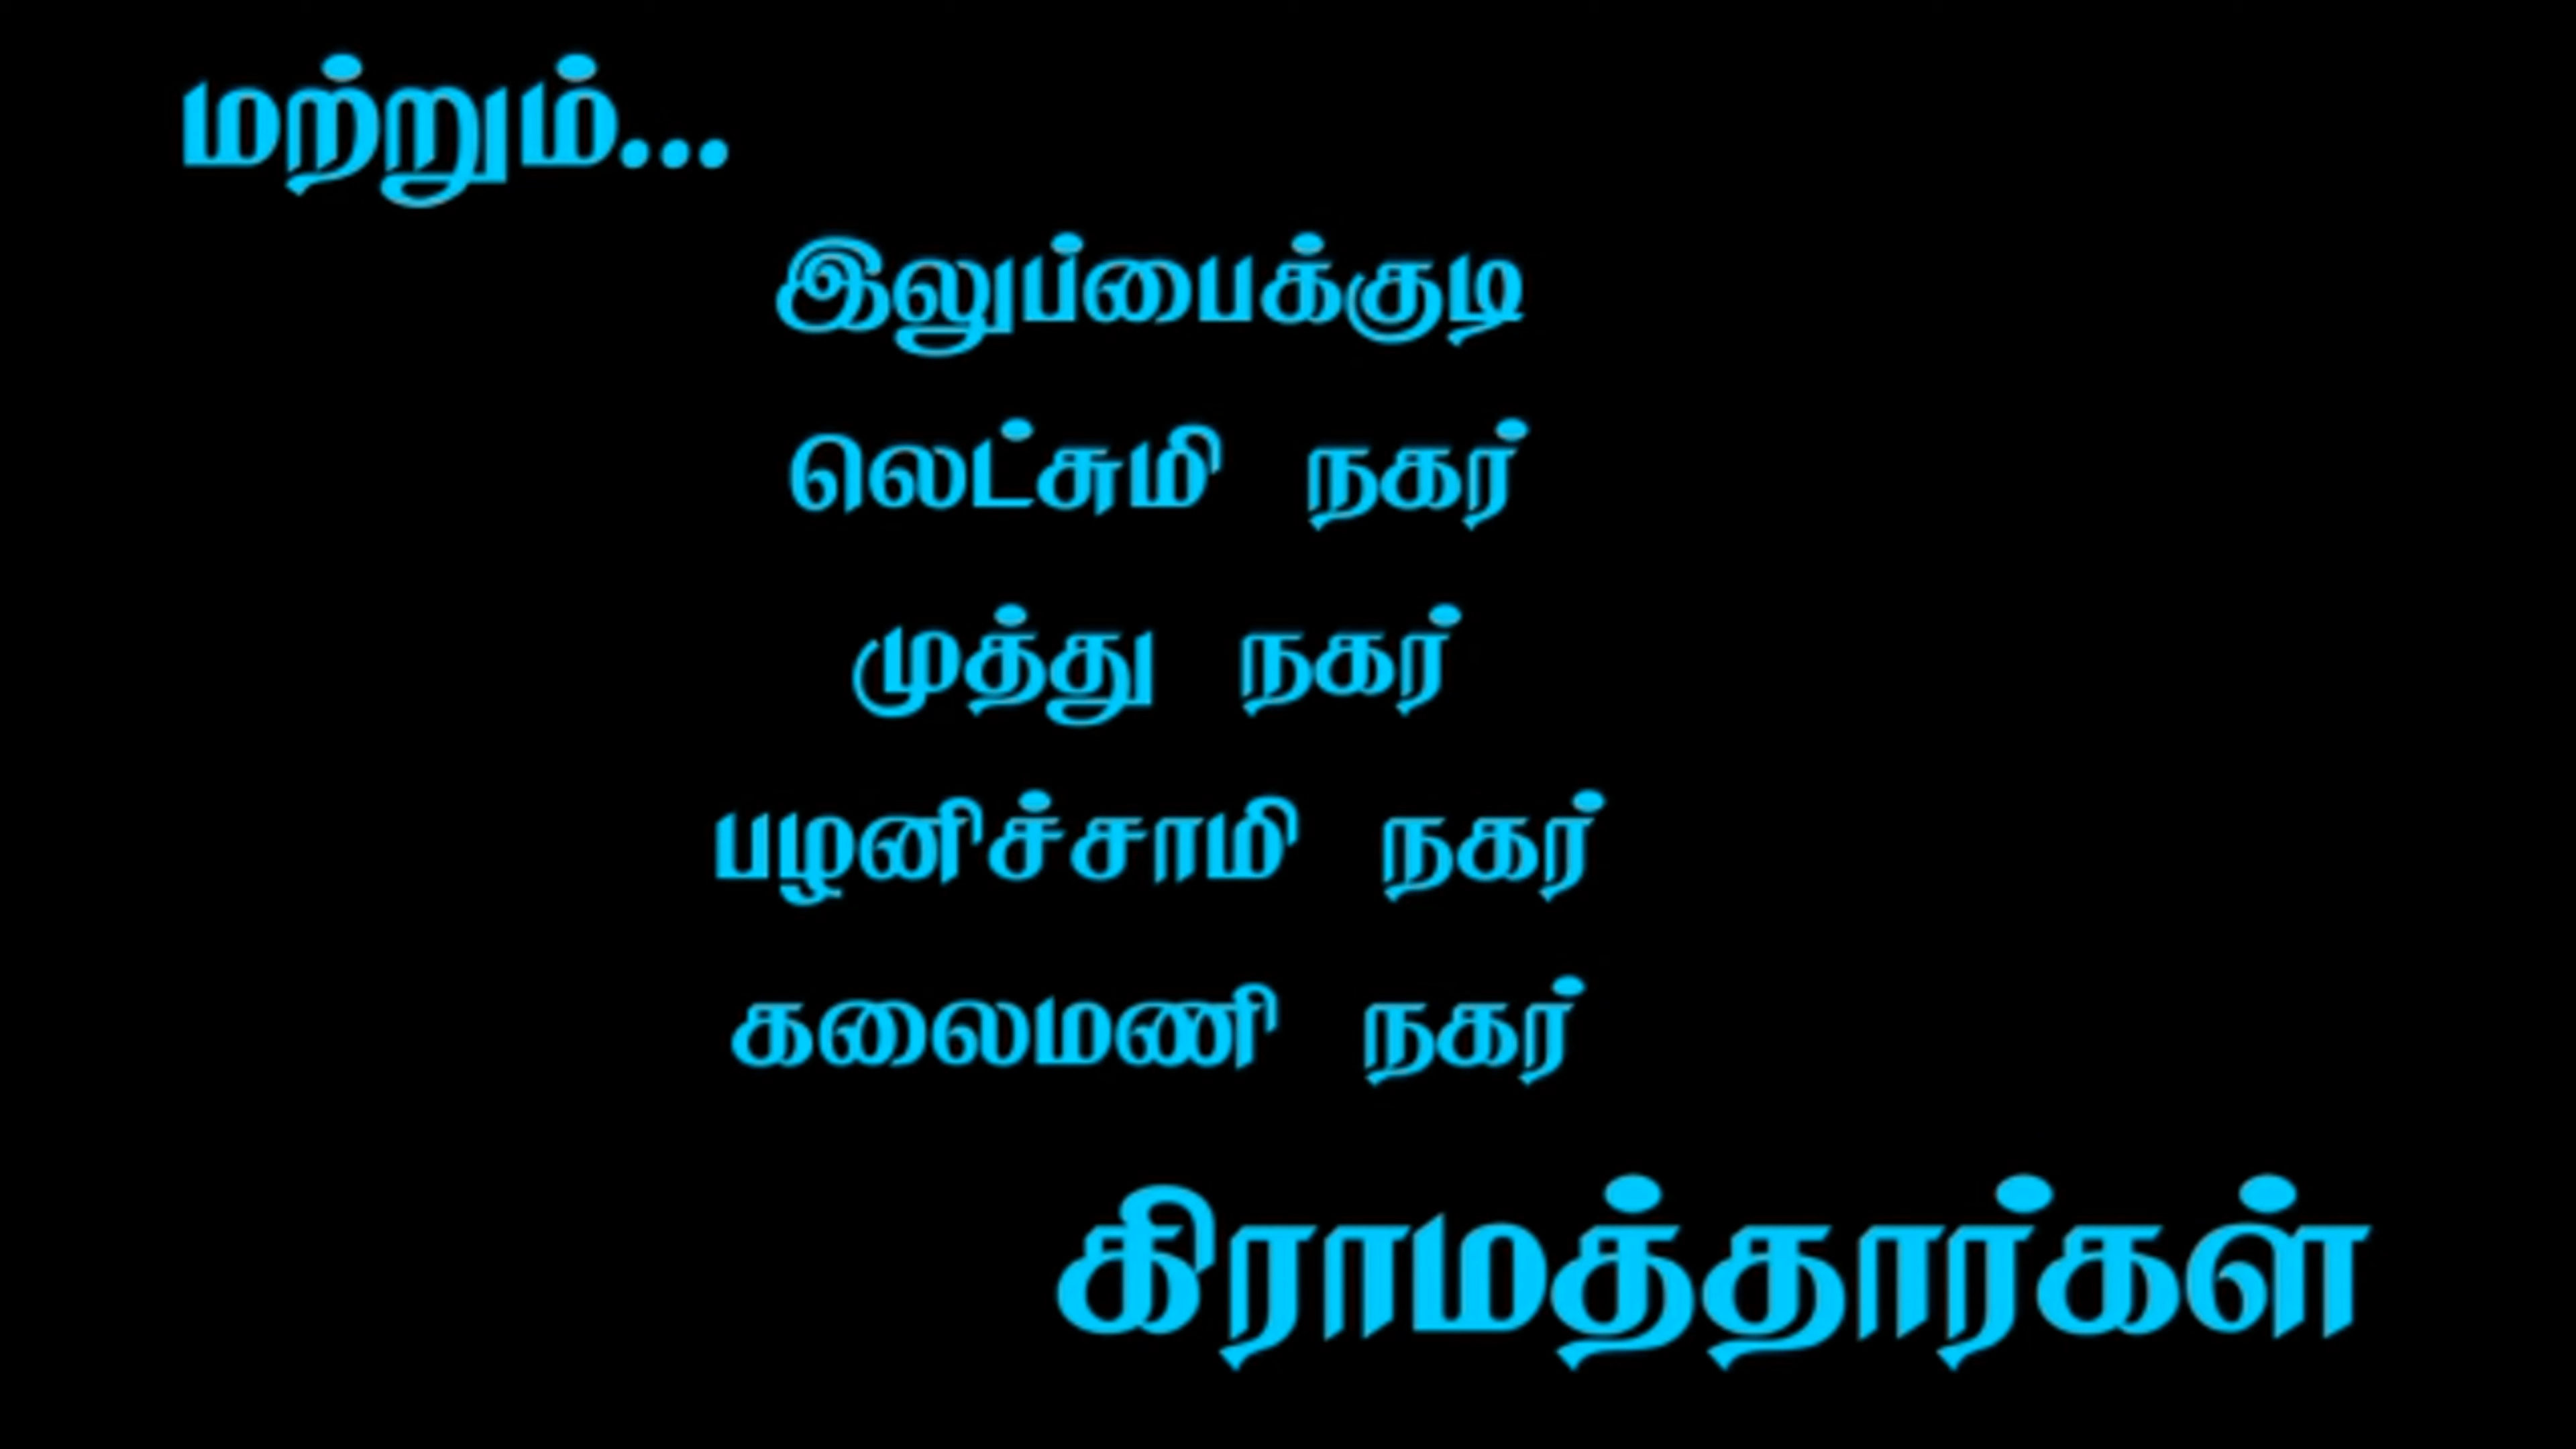 மற்றும்...
இலுப்பைக்குடி
லெட்சுமி நகர்
முத்து நகர்
பழனிச்சாமி நகர்
கலைமணி நகர்
கிராமத்தார்கள்